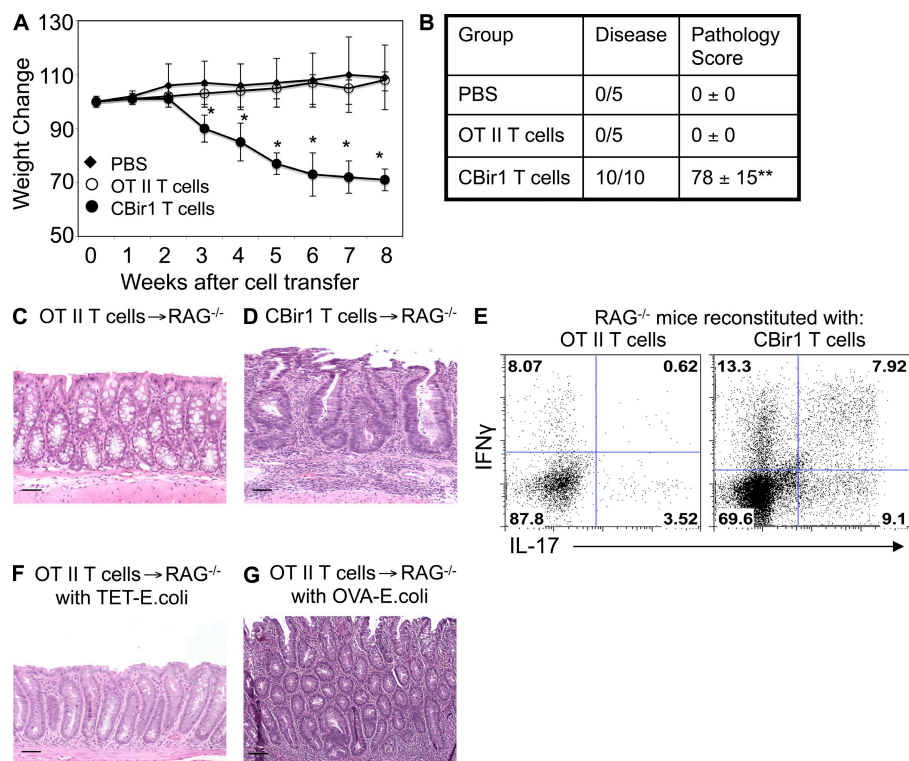 A
130
110
90
70
50
Weight Change
* * * * * *
PBS
OT II T cells
CBir1 T cells
0 1 2 3 4 5 6 7 8
Weeks after cell transfer
B
Group Disease Pathology Score
PBS 0/5 0 ± 0
OT II T cells 0/5 0 ± 0
CBir1 T cells 10/10 78 ± 15**
C OT II T cells→RAG-/-
D CBir1 T cells→RAG-/-
E RAG-/- mice reconstituted with:
OT II T cells CBir1 T cells
8.07 0.62 13.3 7.92
87.8 3.52 69.6 9.1
IFNγ
IL-17
F OT II T cells→RAG-/-
with TET-E.coli
G OT II T cells→RAG-/-
with OVA-E.coli